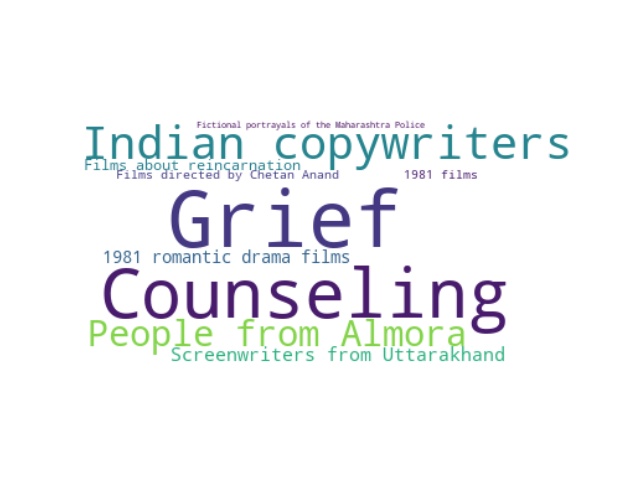 Fictional portrayals of the Maharashtra Police
Indian copywriters
Films about reincarnation
Films directed by Chetan Anand
1981 films
Grief
1981 romantic drama films
Counseling
People from Almora
Screenwriters from Uttarakhand